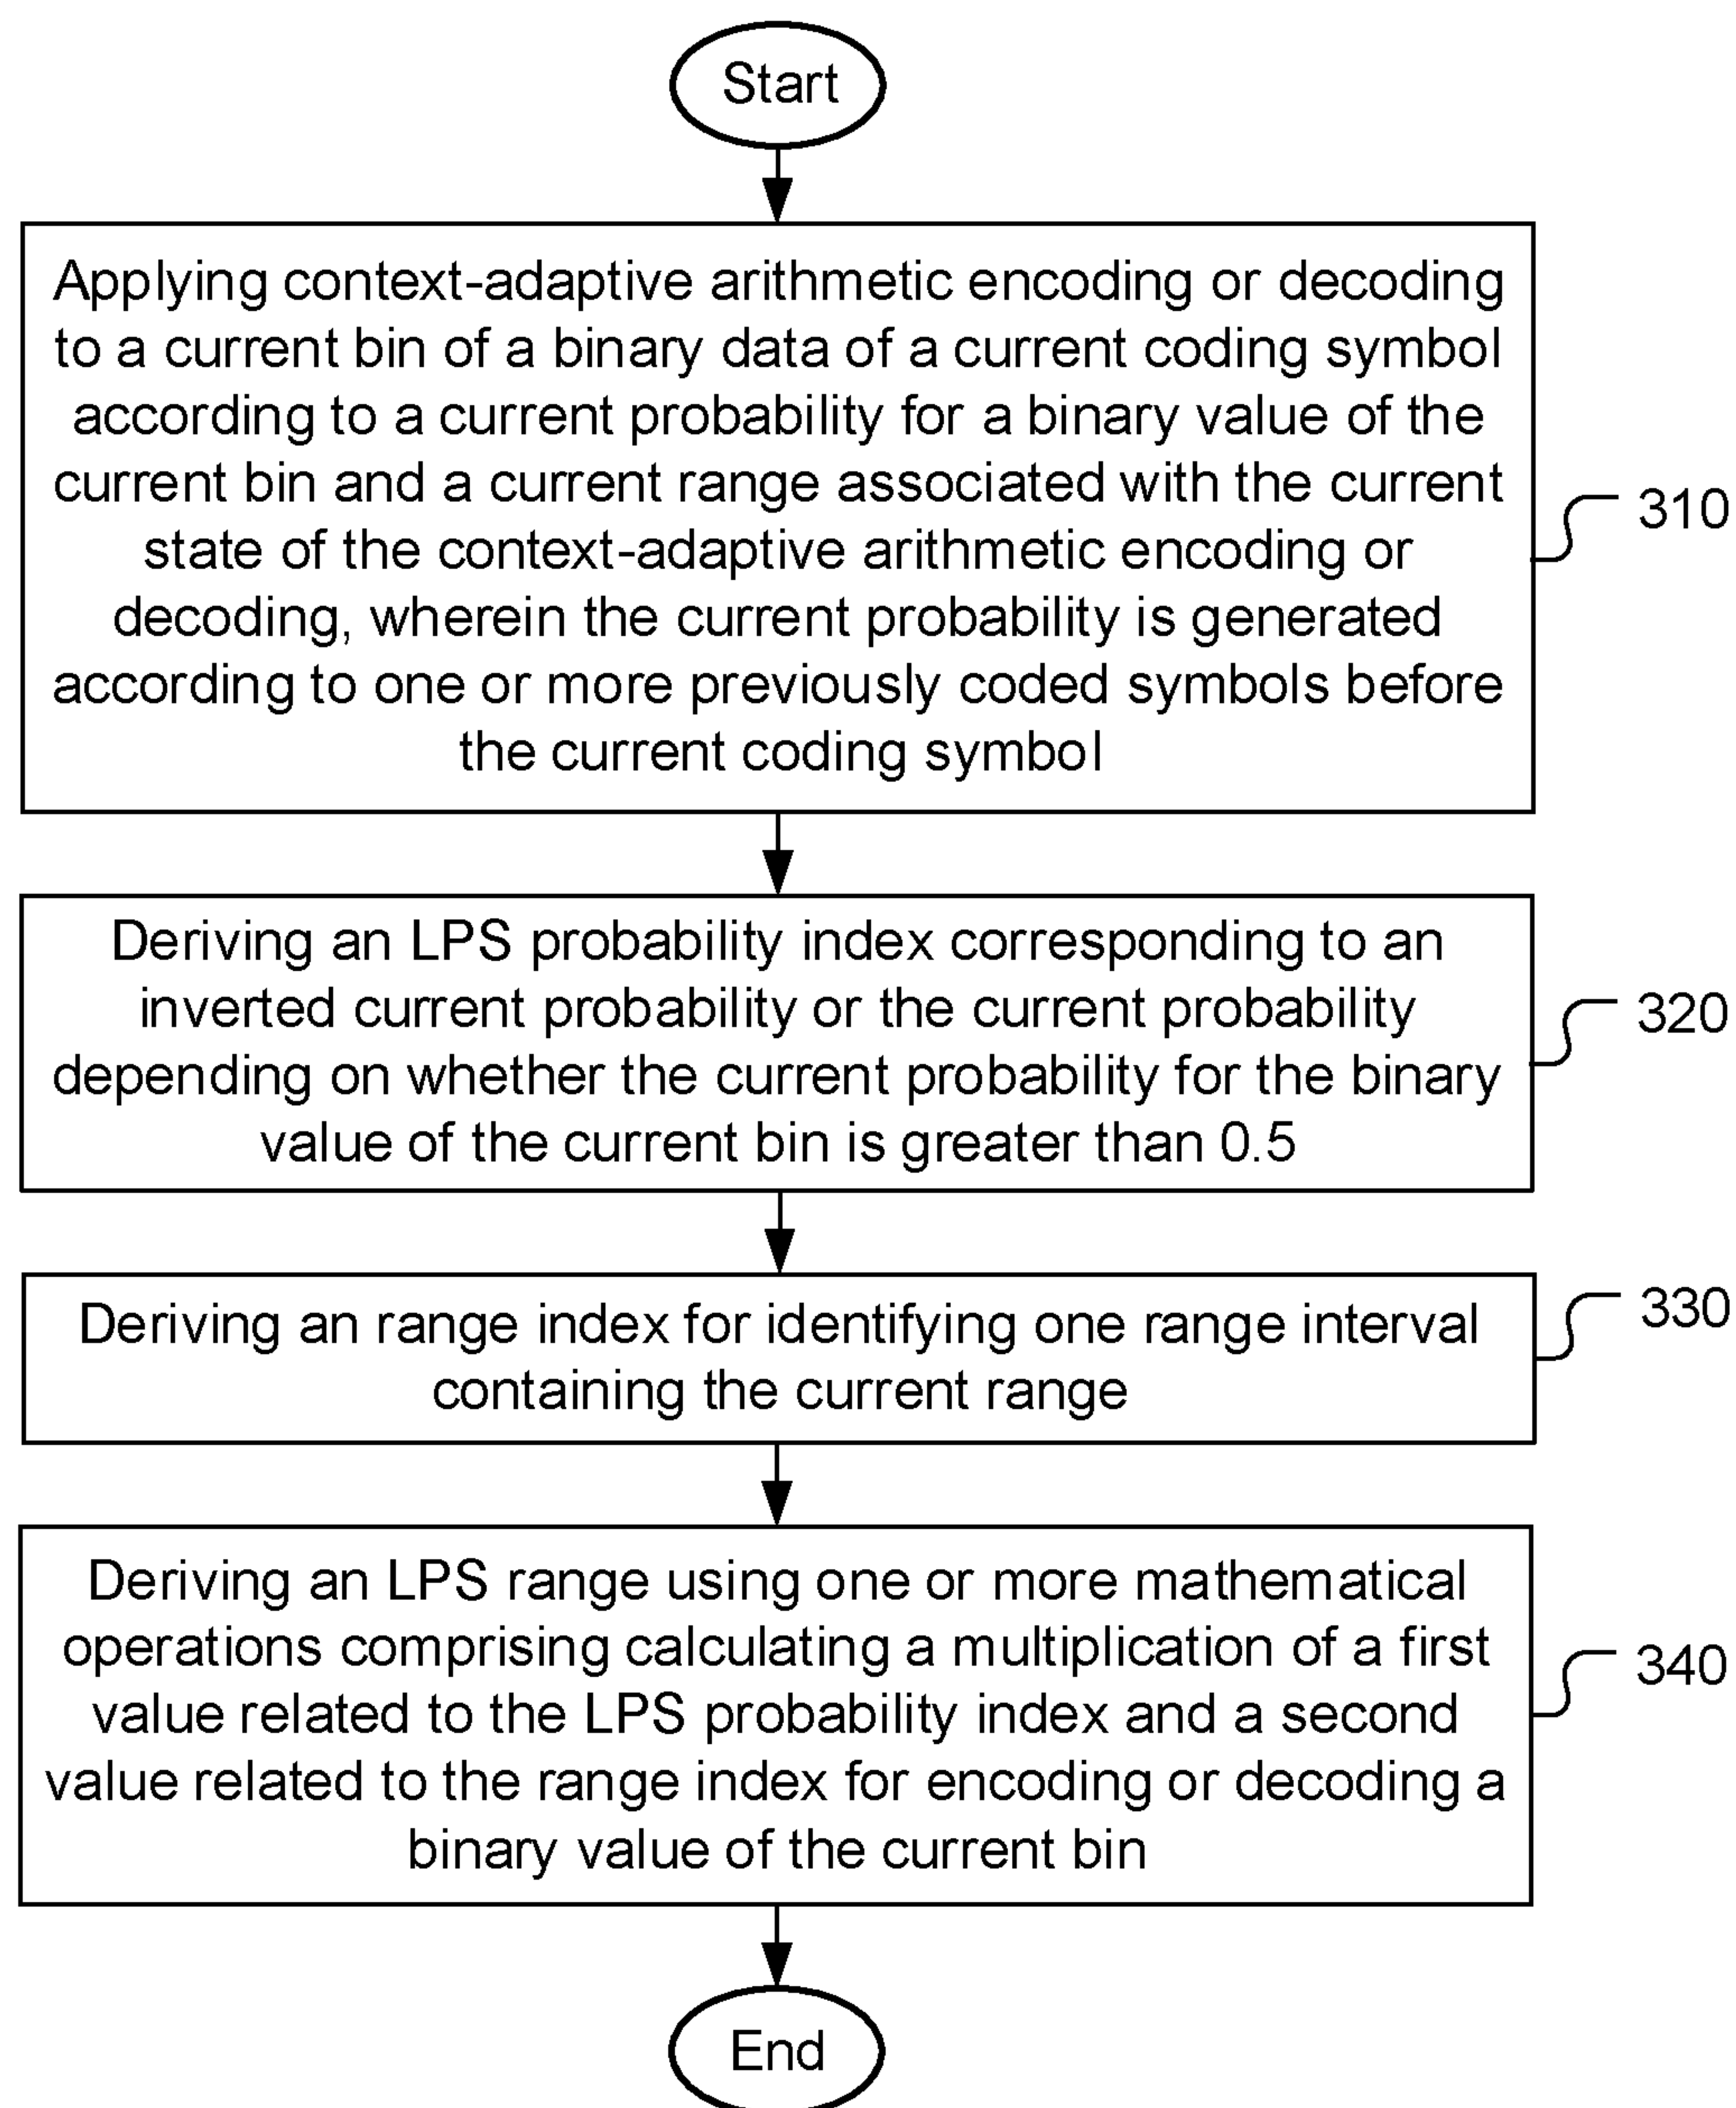 Start
Applying context-adaptive arithmetic encoding or decoding
to a current bin of a binary data of a current coding symbol
according to a current probability for a binary value of the
current bin and a current range associated with the current
state of the context-adaptive arithmetic encoding or
decoding, wherein the current probability is generated
according to one or more previously coded symbols before
the current coding symbol
310
Deriving an LPS probability index corresponding to an
inverted current probability or the current probability
depending on whether the current probability for the binary
value of the current bin is greater than 0.5
320
Deriving an range index for identifying one range interval
containing the current range
330
Deriving an LPS range using one or more mathematical
operations comprising calculating a multiplication of a first
value related to the LPS probability index and a second
value related to the range index for encoding or decoding a
binary value of the current bin
340
End